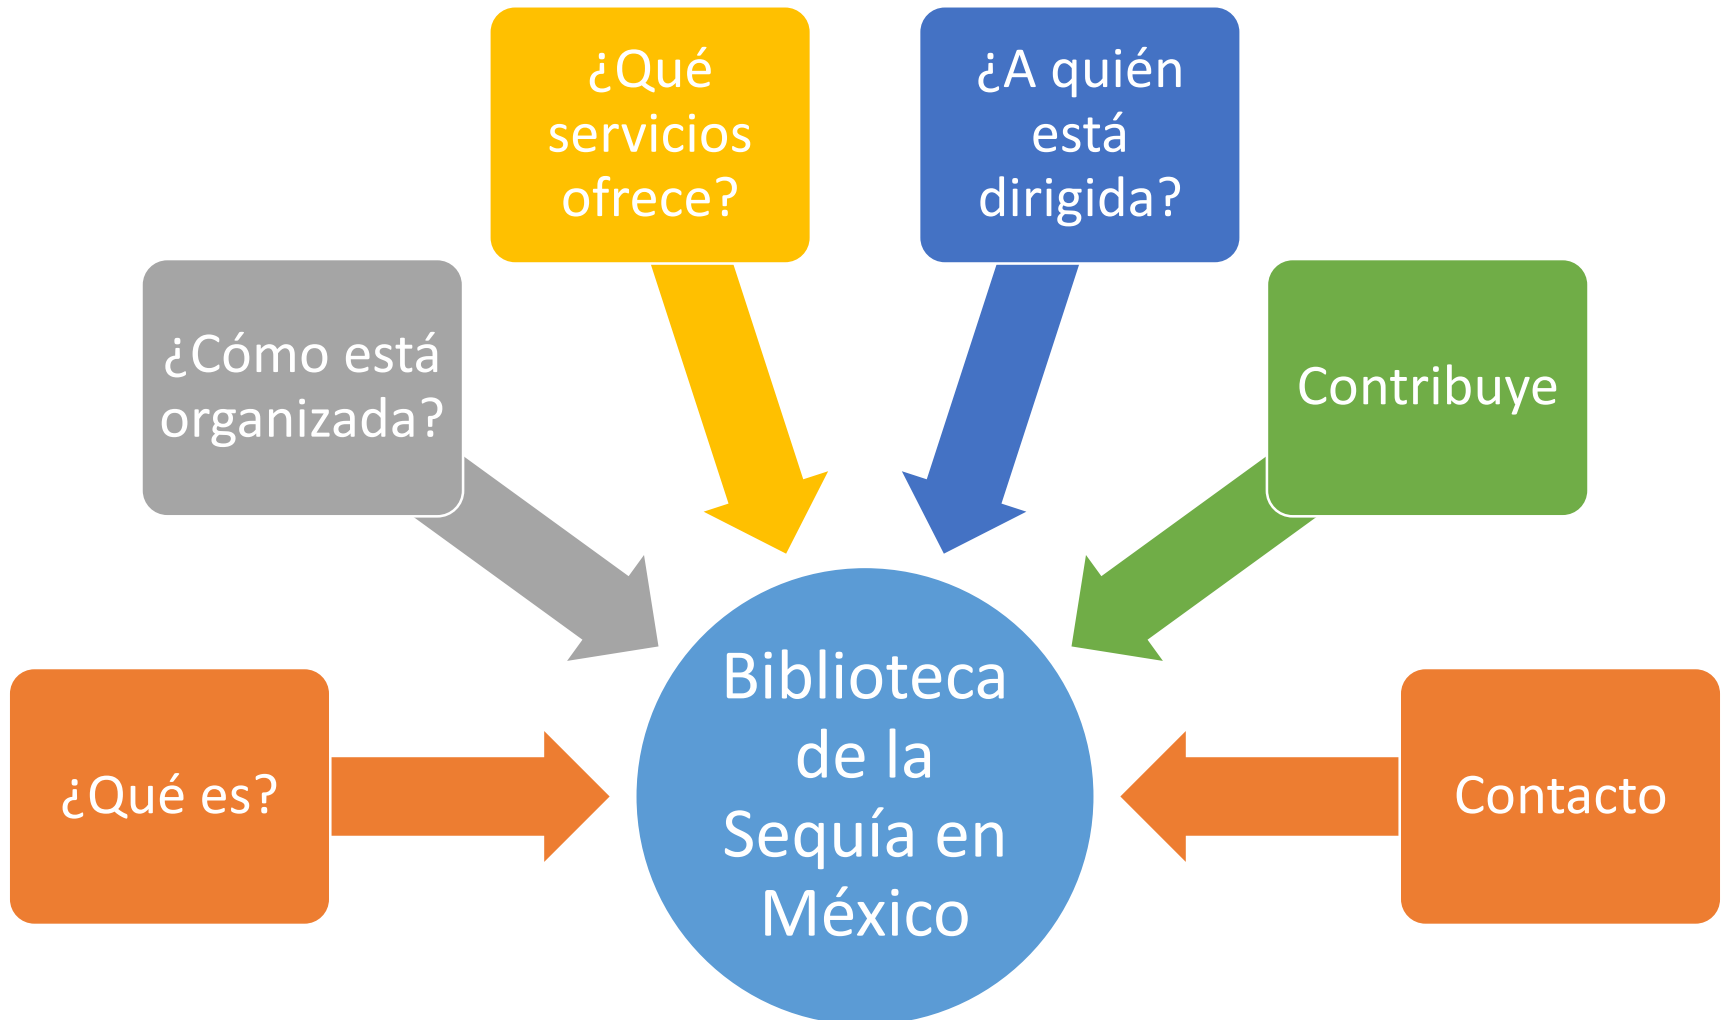 ¿Qué
servicios
ofrece?
¿A quién
está
dirigida?
¿Cómo está
organizada?
Contribuye
¿Qué es?
Biblioteca
de la
Sequía en
México
Contacto